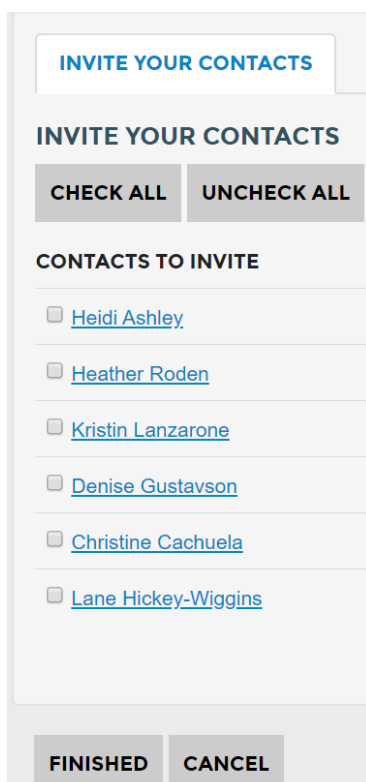 INVITE YOUR CONTACTS
INVITE YOUR CONTACTS
CHECK ALL UNCHECK ALL
CONTACTS TO INVITE
Heidi Ashley
Heather Roden
Kristin Lanzarone
Denise Gustavson
Christine Cachuela
Lane Hickey-Wiggins
FINISHED CANCEL